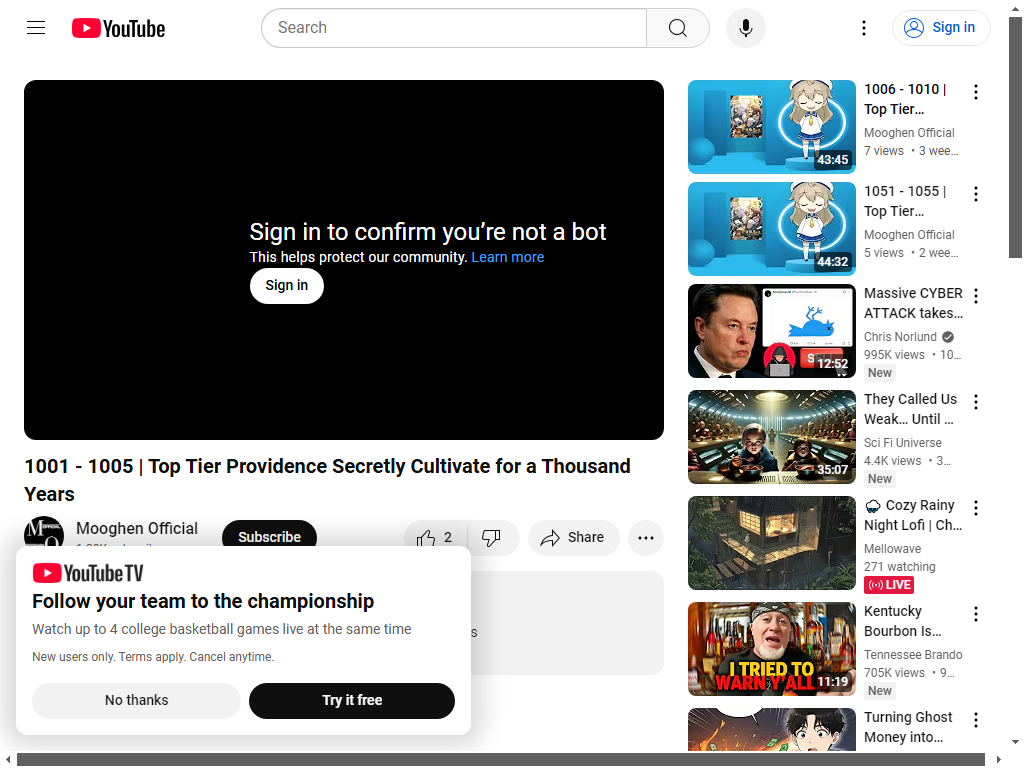 YouTube
Search
Sign in
Sign in to confirm you’re not a bot
This helps protect our community. Learn more
Sign in
1001 - 1005 | Top Tier Providence Secretly Cultivate for a Thousand
Years
Mooghen Official
Subscribe
2
Share
YouTube TV
Follow your team to the championship
Watch up to 4 college basketball games live at the same time
New users only. Terms apply. Cancel anytime.
No thanks
Try it free
43:45
1006 - 1010 |
Top Tier…
Mooghen Official
7 views • 3 wee…
44:32
1051 - 1055 |
Top Tier…
Mooghen Official
5 views • 2 wee…
12:52
Massive CYBER
ATTACK takes…
Chris Norlund
995K views • 10…
New
35:07
They Called Us
Weak… Until …
Sci Fi Universe
4.4K views • 3…
New
🌧 Cozy Rainy
Night Lofi | Ch…
Mellowave
271 watching
LIVE
I TRIED TO
WARN Y'ALL
11:19
Kentucky
Bourbon Is…
Tennessee Brando
705K views • 9…
New
Turning Ghost
Money into…